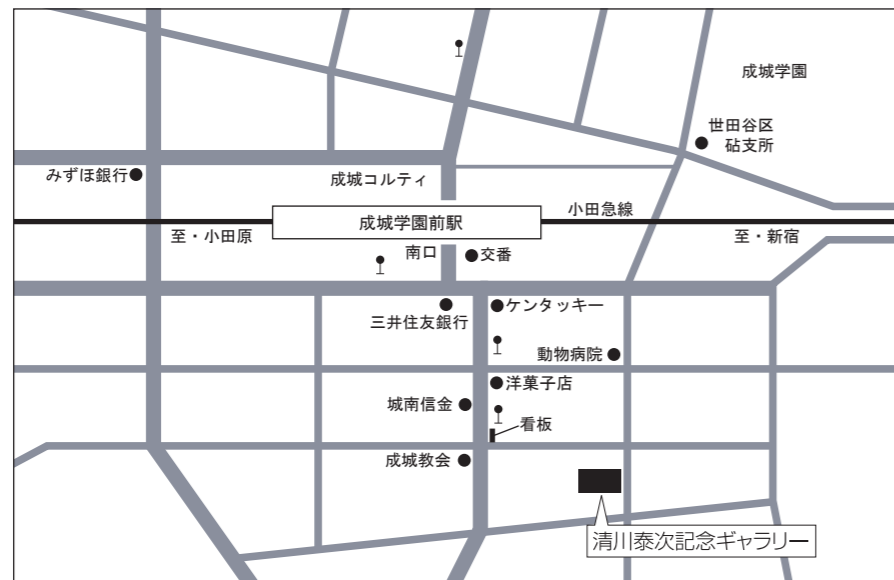 成城学園
世田谷区
砧支所
みずほ銀行
成城コルティ
小田急線
成城学園前駅
至・小田原
至・新宿
南口
交番
三井住友銀行
ケンタッキー
動物病院
洋菓子店
城南信金
看板
成城教会
清川泰次記念ギャラリー